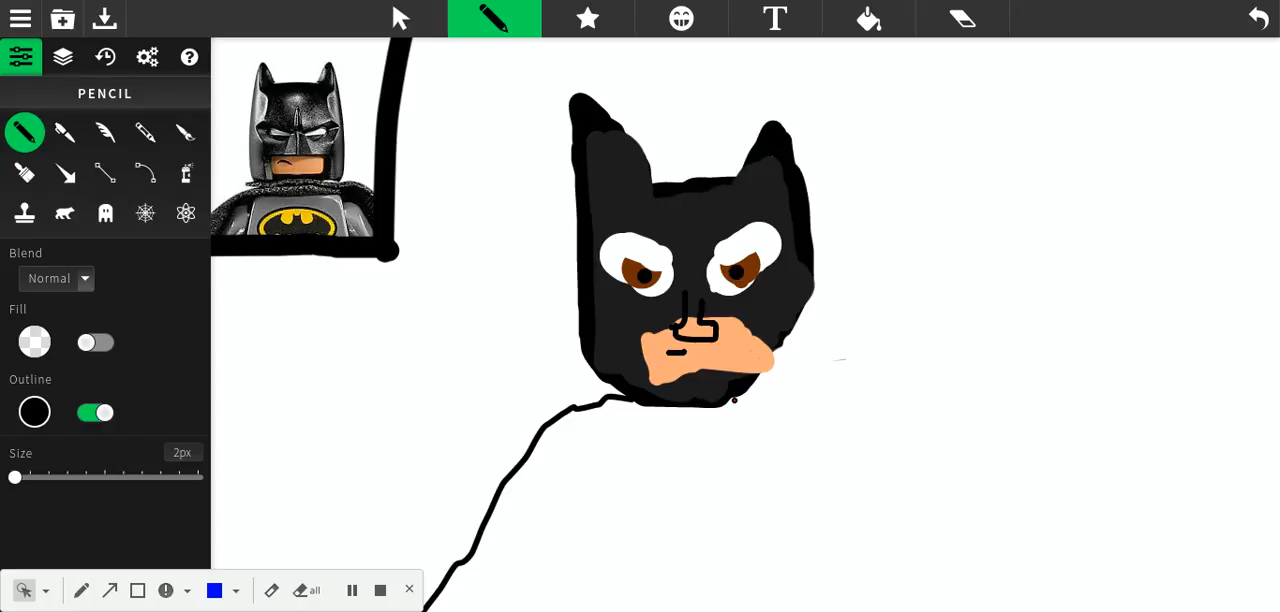 T
PENCIL
Blend
Normal
Fill
Outline
Size 2px
all